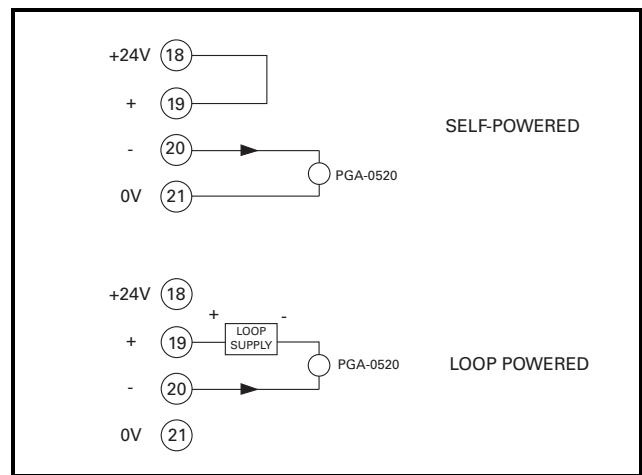 +24V 18
+ 19
- 20
0V 21
PGA-0520
SELF-POWERED
+24V 18
+ 19
- 20
0V 21
+ -
LOOP
SUPPLY
PGA-0520
LOOP POWERED